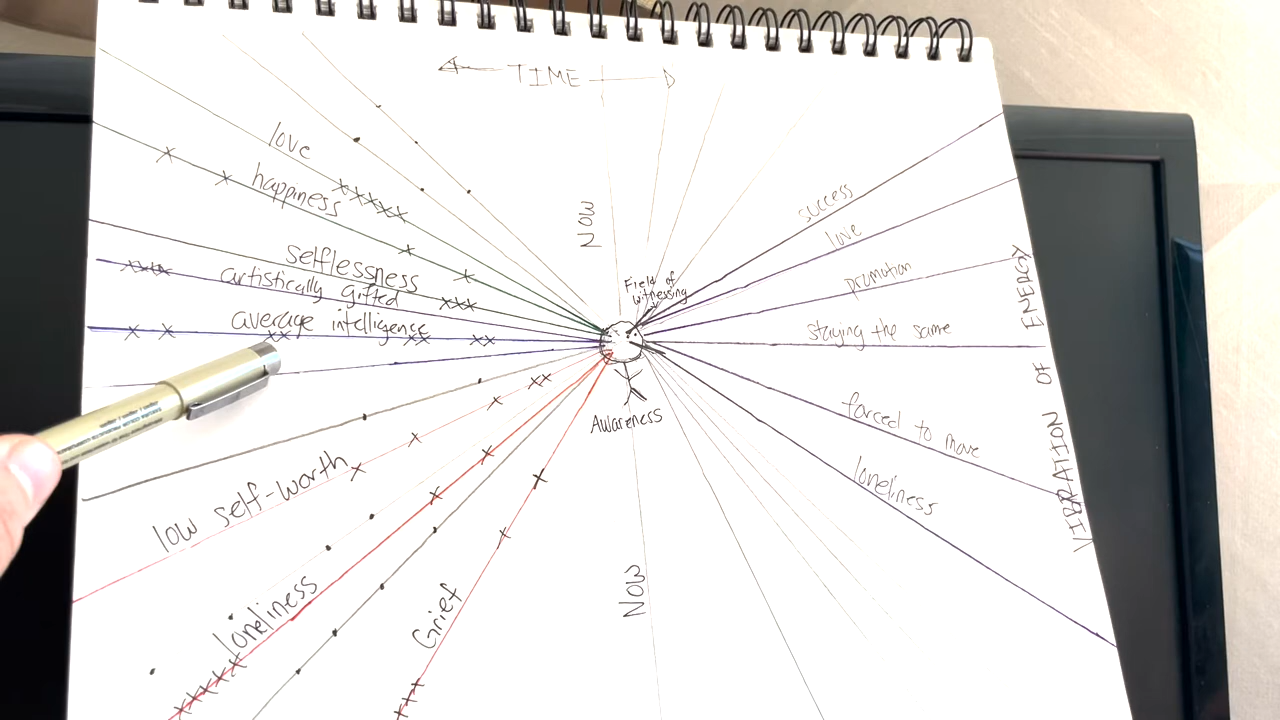 TIME
love
happiness
selflessness
artistically gifted
average intelligence
low self-worth
loneliness
Grief
NOW
Field of
witnessing
Awareness
NOW
success
love
promotion
staying the same
forced to move
loneliness
VIBRATION OF ENERGY